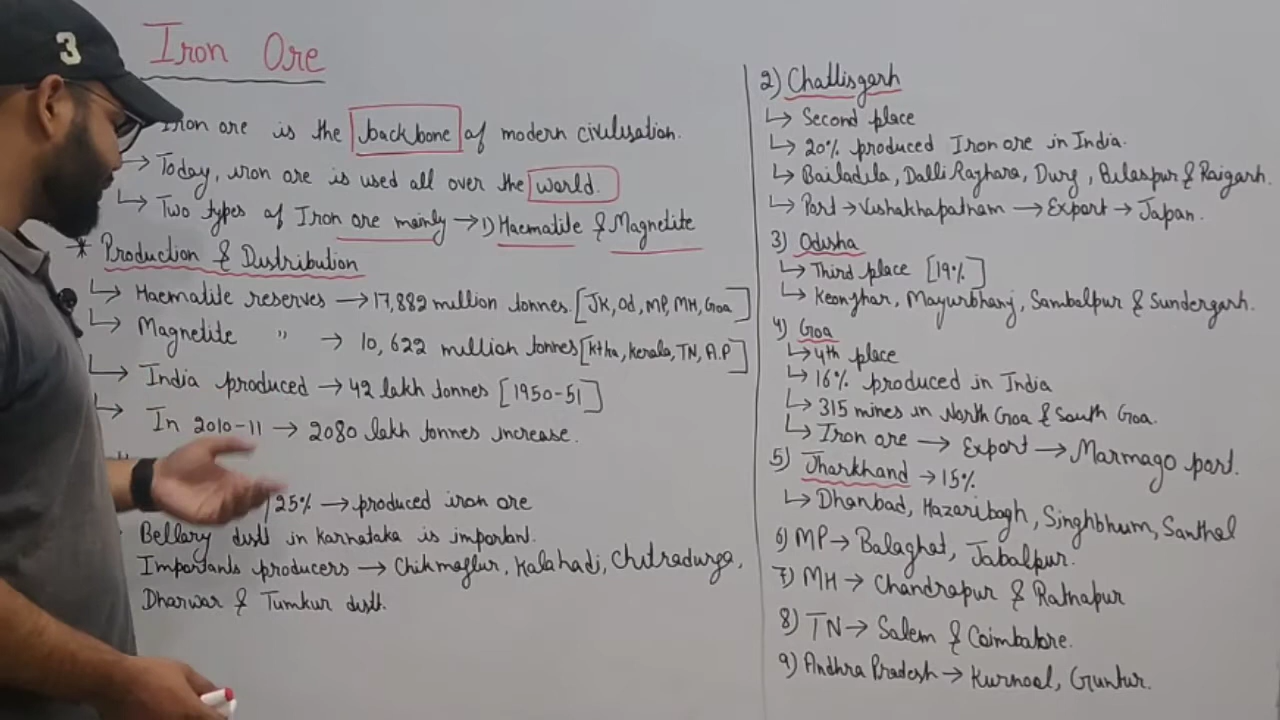 3
Iron Ore
Iron ore is the backbone of modern civilisation.
↳ Today, iron ore is used all over the world.
↳ Two types of Iron ore mainly → 1) Haematite & Magnetite
* Production & Distribution
↳ Haematite reserves → 17,882 million tonnes. [JK, Od, MP, MH, Goa]
↳ Magnetite " → 10,622 million tonnes [Ktka, Kerala, TN, A.P]
↳ India produced → 42 lakh tonnes [1950-51]
↳ In 2010-11 → 2080 lakh tonnes increase.
25% → produced iron ore
Bellary distt in Karnataka is important.
Importants producers → Chikmaglur, Kalahadi, Chitradurga,
Dharwar & Tumkur distt.
2) Chattisgarh
↳ Second place
↳ 20% produced Iron ore in India.
↳ Bailadila, Dalli Rajhara, Durg, Bilaspur & Raigarh.
↳ Port → Vishakhapatnam → Export → Japan.
3) Odisha
↳ Third place [19%]
↳ Keonjhar, Mayurbhanj, Sambalpur & Sundergarh.
4) Goa
↳ 4th place
↳ 16% produced in India
↳ 315 mines in North Goa & South Goa.
↳ Iron ore → Export → Marmago port.
5) Jharkhand → 15%
↳ Dhanbad, Hazaribagh, Singhbhum, Santhal
6) MP → Balaghat, Jabalpur.
7) MH → Chandrapur & Ratnapur
8) TN → Salem & Coimbatore.
9) Andhra Pradesh → Kurnool, Guntur.